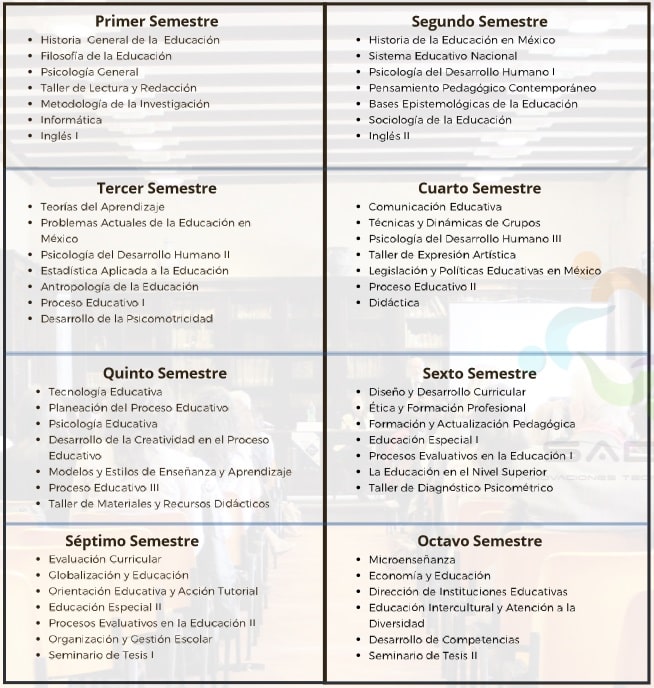 Primer Semestre
Historia General de la Educación
Filosofía de la Educación
Psicología General
Taller de Lectura y Redacción
Metodología de la Investigación
Informática
Inglés I
Segundo Semestre
Historia de la Educación en México
Sistema Educativo Nacional
Psicología del Desarrollo Humano I
Pensamiento Pedagógico Contemporáneo
Bases Epistemológicas de la Educación
Sociología de la Educación
Inglés II
Tercer Semestre
Teorías del Aprendizaje
Problemas Actuales de la Educación en
México
Psicología del Desarrollo Humano II
Estadística Aplicada a la Educación
Antropología de la Educación
Proceso Educativo I
Desarrollo de la Psicomotricidad
Cuarto Semestre
Comunicación Educativa
Técnicas y Dinámicas de Grupos
Psicología del Desarrollo Humano III
Taller de Expresión Artística
Legislación y Políticas Educativas en México
Proceso Educativo II
Didáctica
Quinto Semestre
Tecnología Educativa
Planeación del Proceso Educativo
Psicología Educativa
Desarrollo de la Creatividad en el Proceso
Educativo
Modelos y Estilos de Enseñanza y Aprendizaje
Proceso Educativo III
Taller de Materiales y Recursos Didácticos
Sexto Semestre
Diseño y Desarrollo Curricular
Ética y Formación Profesional
Formación y Actualización Pedagógica
Educación Especial I
Procesos Evaluativos en la Educación I
La Educación en el Nivel Superior
Taller de Diagnóstico Psicométrico
Séptimo Semestre
Evaluación Curricular
Globalización y Educación
Orientación Educativa y Acción Tutorial
Educación Especial II
Procesos Evaluativos en la Educación II
Organización y Gestión Escolar
Seminario de Tesis I
Octavo Semestre
Microenseñanza
Economía y Educación
Dirección de Instituciones Educativas
Educación Intercultural y Atención a la
Diversidad
Desarrollo de Competencias
Seminario de Tesis II